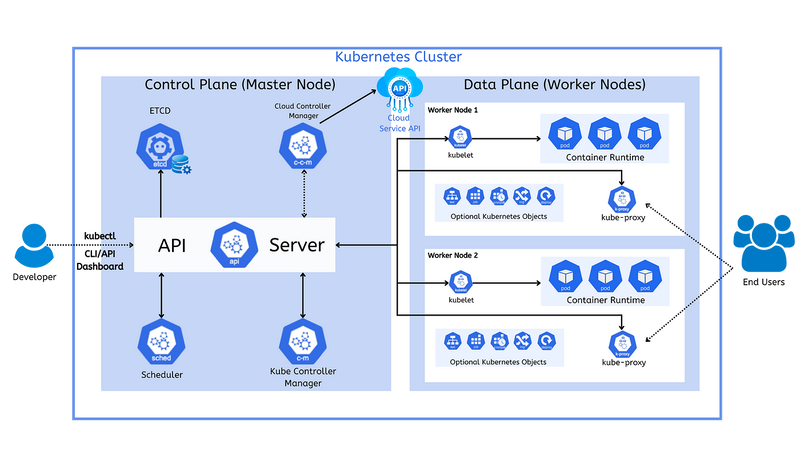 Kubernetes Cluster
Control Plane (Master Node)
ETCD
etcd
Cloud Controller
Manager
c-c-m
API
Cloud
Service API
Developer
kubectl
CLI/API
Dashboard
API
api
Server
sched
Scheduler
c-m
Kube Controller
Manager
Data Plane (Worker Nodes)
Worker Node 1
kubelet
kubelet
pod
pod
pod
Container Runtime
Optional Kubernetes Objects
k-proxy
kube-proxy
Worker Node 2
kubelet
kubelet
pod
pod
pod
Container Runtime
Optional Kubernetes Objects
k-proxy
kube-proxy
End Users